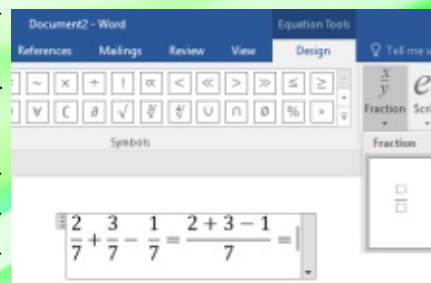 Document2 - Word
Equation Tools
References Mailings Review View Design Tell me w
~ × ÷ ! ∝ < ≪ > ≫ ≤ ≥
∀ ∁ ∂ √ ∛ ∜ ∪ ∩ ∅ % °
x/y
Fraction Scri
Symbols
Fraction
2/7 + 3/7 − 1/7 = (2 + 3 − 1)/7 =